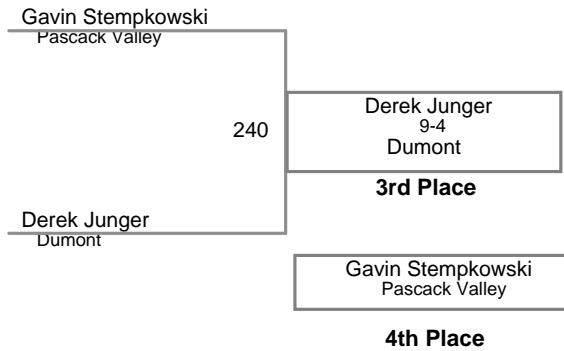 Gavin Stempkowski
Pascack Valley
240
Derek Junger
9-4
Dumont
3rd Place
Derek Junger
Dumont
Gavin Stempkowski
Pascack Valley
4th Place